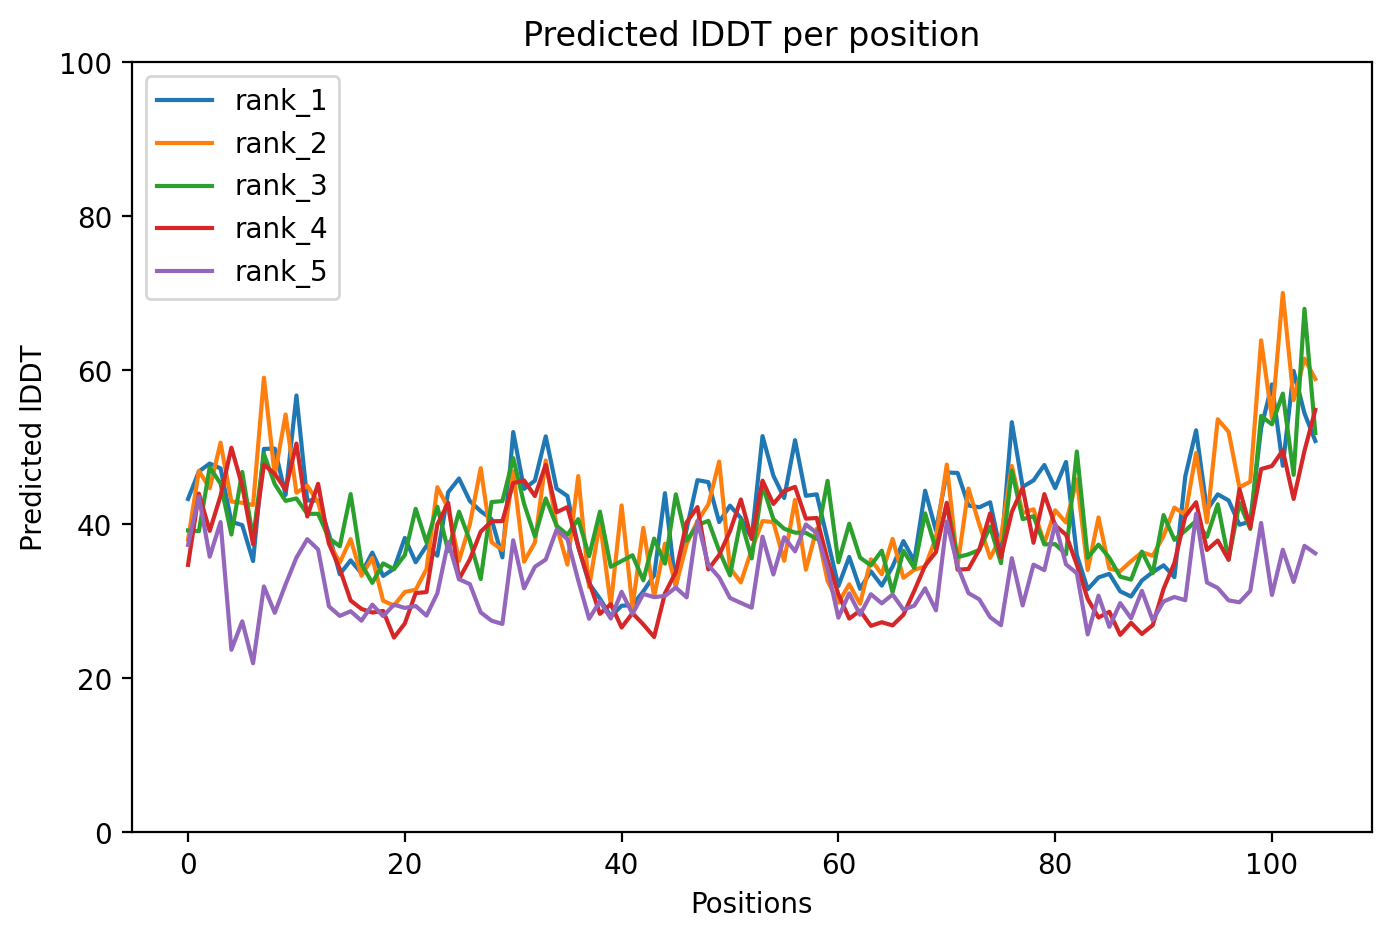 Predicted lDDT per position
100
80
60
40
20
0
Predicted lDDT
rank_1
rank_2
rank_3
rank_4
rank_5
0 20 40 60 80 100
Positions